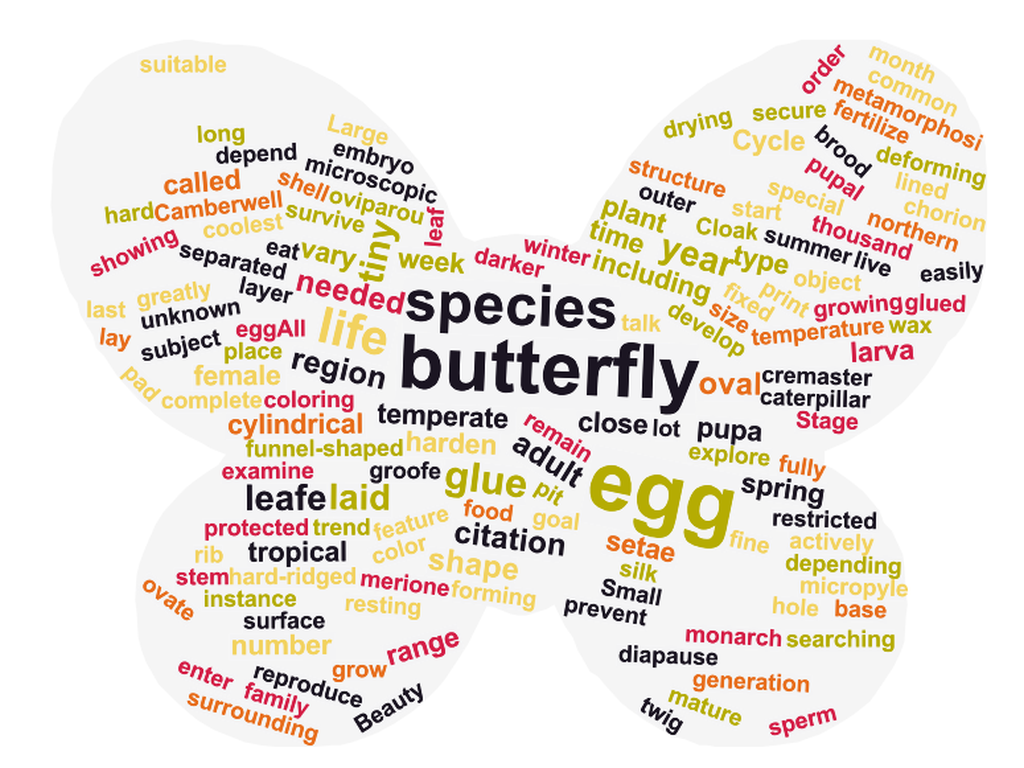 suitable
long
depend
called
Large
embryo
microscopic
shell
oviparou
hard
Camberwell
coolest
survive
leaf
tiny
showing
separated
eat
vary
week
darker
winter
layer
needed
species
last
greatly
unknown
lay
subject
eggAll
life
talk
place
region
butterfly
pad
female
complete
coloring
order
month
common
metamorphosi
drying
secure
fertilize
Cycle
brood
deforming
structure
pupal
lined
outer
special
chorion
plant
start
thousand
northern
time
Cloak
summer
live
easily
year
type
including
object
fixed
print
growing
glued
size
develop
temperature
wax
larva
oval
cremaster
caterpillar
Stage
cylindrical
temperate
remain
close
lot
pupa
funnel-shaped
harden
adult
explore
fully
examine
groofe
glue
pit
egg
spring
leafe
laid
restricted
protected
trend
feature
food
goal
fine
actively
rib
tropical
color
citation
setae
depending
stem
hard-ridged
merione
shape
silk
micropyle
ovate
instance
resting
forming
Small
hole
base
surface
prevent
number
range
monarch
searching
enter
reproduce
grow
diapause
family
generation
surrounding
Beauty
mature
twig
sperm